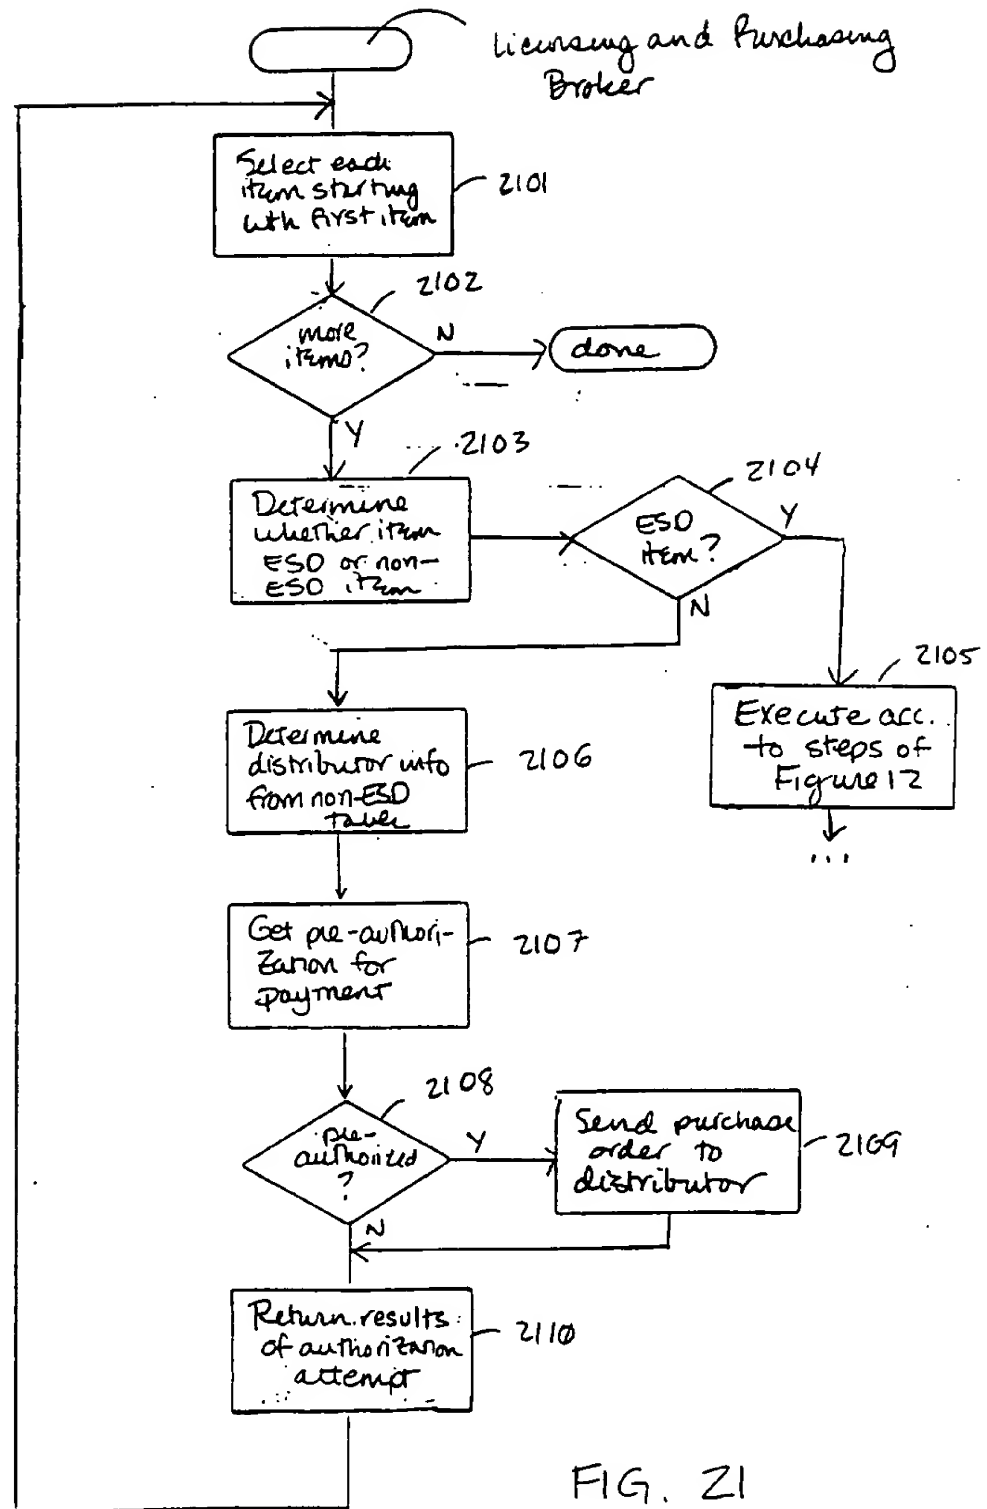 Licensing and Purchasing
Broker
Select each
item starting
with first item
2101
2102
more
items?
N
done
Y
2103
Determine
whether item
ESD or non-
ESD item
2104
ESD
item?
Y
N
2105
Execute acc.
to steps of
Figure 12
...
Determine
distributor info
from non-ESD
table
2106
Get pre-authori-
zation for
payment
2107
2108
pre-
authorized
?
Y
N
Send purchase
order to
distributor
2109
Return results
of authorization
attempt
2110
FIG. 21